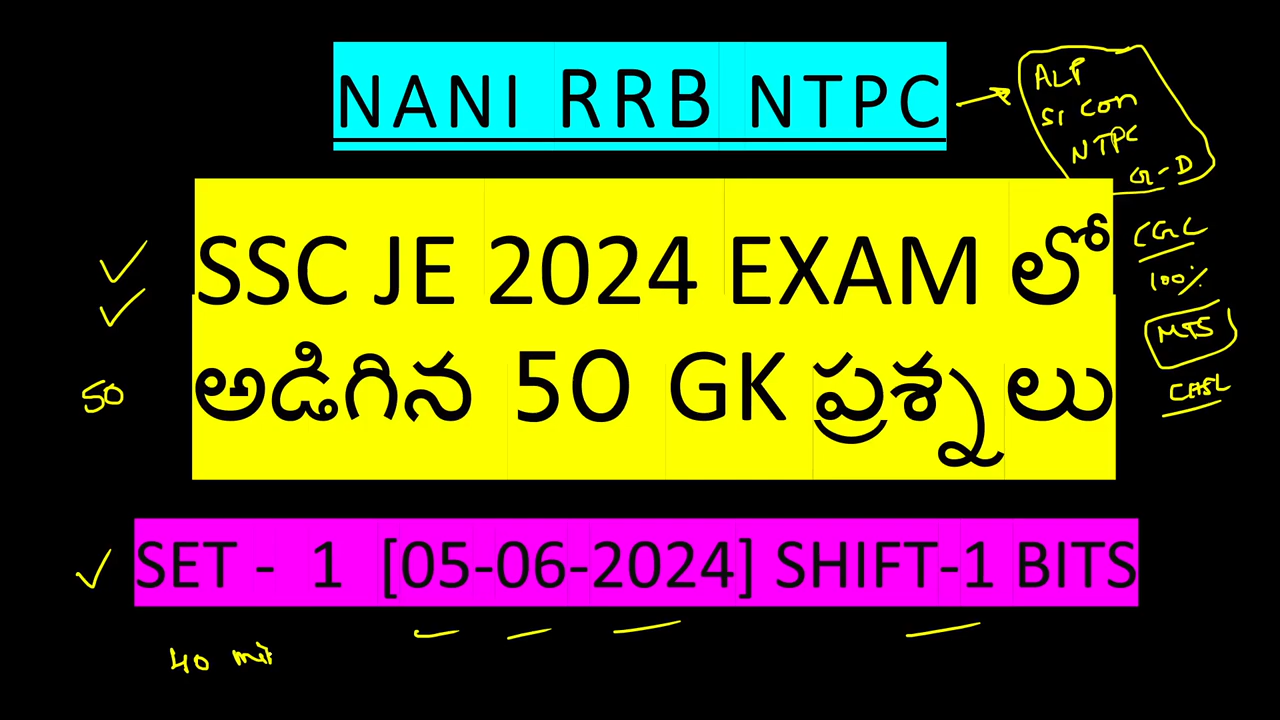 NANI RRB NTPC
ALP
SI CON
NTPC
G-D
SSC JE 2024 EXAM లో
CGL
100%
అడిగిన 50 GK ప్రశ్నలు
50
MTS
CHSL
SET - 1 [05-06-2024] SHIFT-1 BITS
40